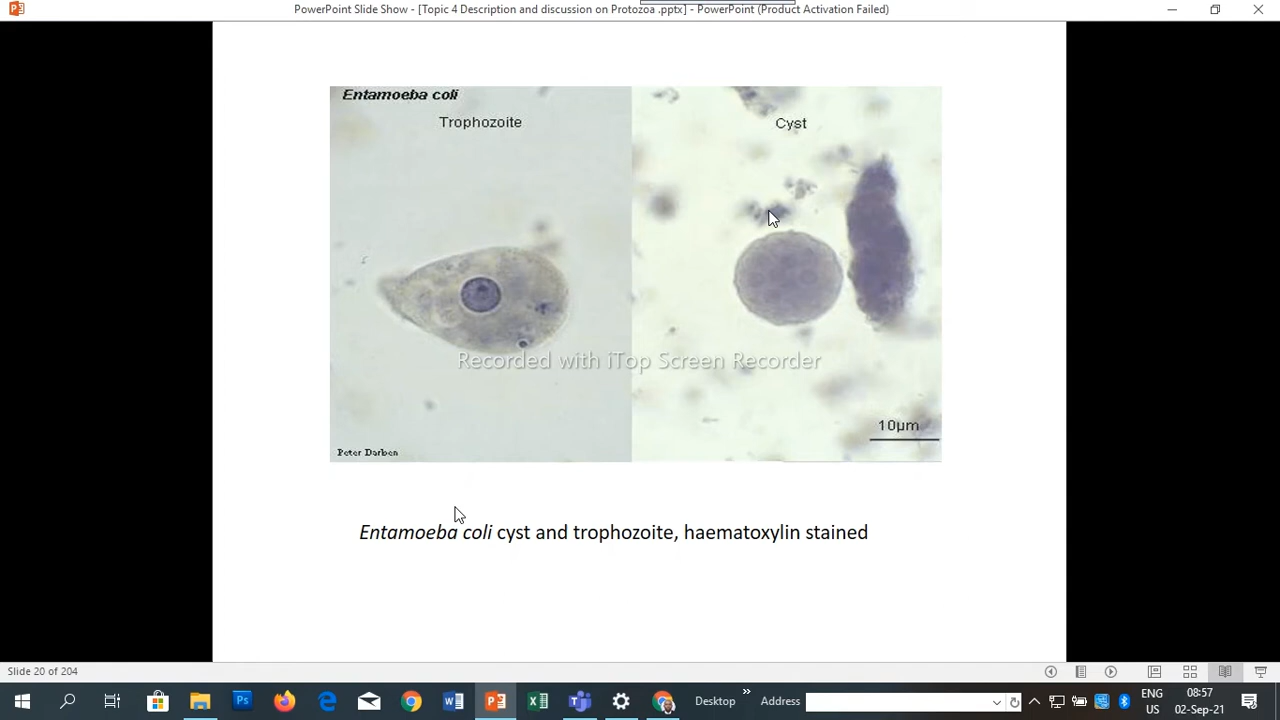 PowerPoint Slide Show - [Topic 4 Description and discussion on Protozoa .pptx] - PowerPoint (Product Activation Failed)
Entamoeba coli
Trophozoite
Cyst
Recorded with iTop Screen Recorder
10µm
Peter Darben
Entamoeba coli cyst and trophozoite, haematoxylin stained
Slide 20 of 204
Desktop
Address
ENG
US
08:57
02-Sep-21